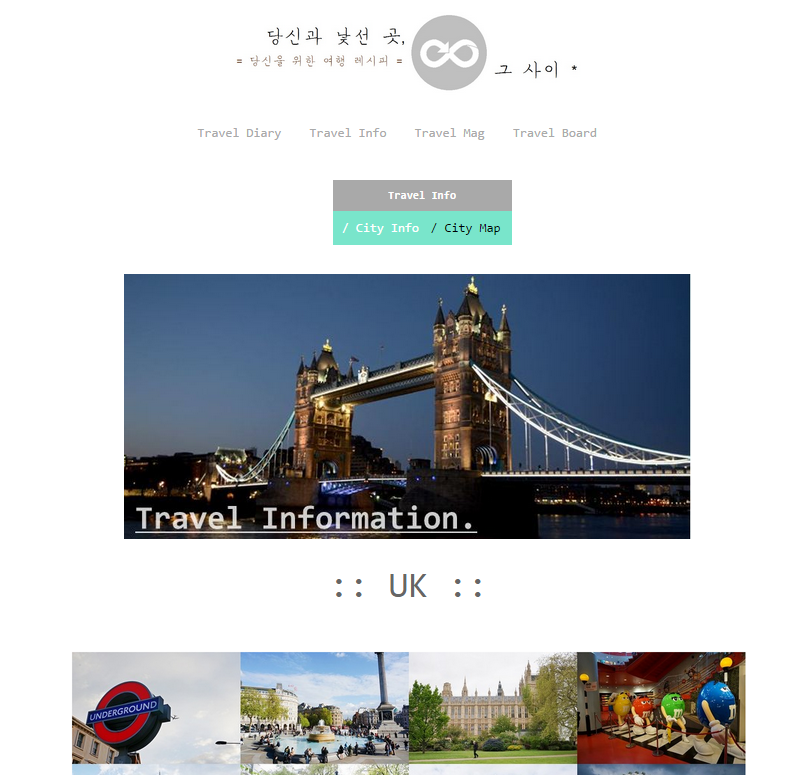 당신과 낯선 곳,
= 당신을 위한 여행 레시피 =
그 사이 *
Travel Diary Travel Info Travel Mag Travel Board
Travel Info
/ City Info / City Map
Travel Information.
:: UK ::
UNDERGROUND